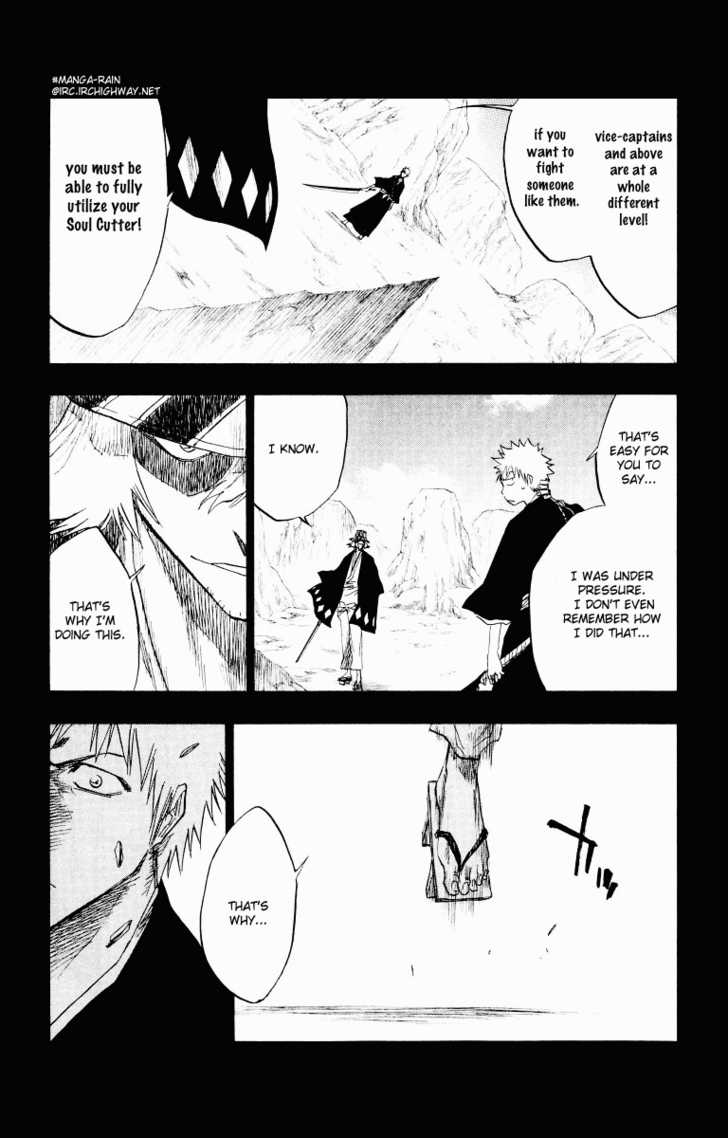 #MANGA-RAIN
@IRC.IRCHIGHWAY.NET
vice-captains
and above
are at a
whole
different
level!
if you
want to
fight
someone
like them.
you must be
able to fully
utilize your
Soul Cutter!
THAT'S
EASY FOR
YOU TO
SAY...
I WAS UNDER
PRESSURE.
I DON'T EVEN
REMEMBER HOW
I DID THAT...
I KNOW.
THAT'S
WHY I'M
DOING THIS.
THAT'S
WHY...